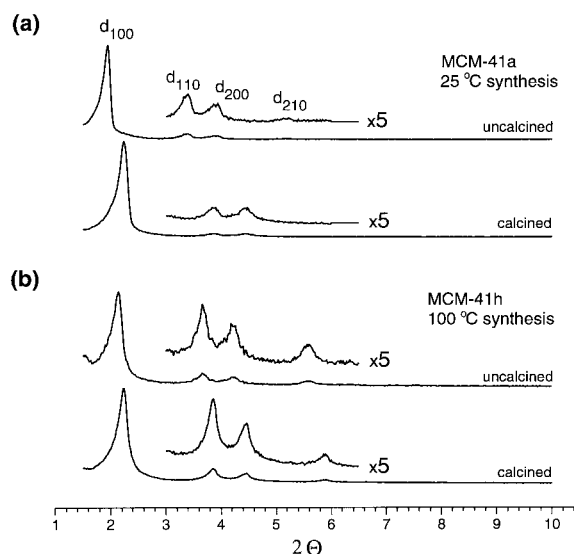 (a)
d100
d110
d200
d210
MCM-41a
25 °C synthesis
x5
uncalcined
x5
calcined
(b)
MCM-41h
100 °C synthesis
x5
uncalcined
x5
calcined
1 2 3 4 5 6 7 8 9 10
2Θ